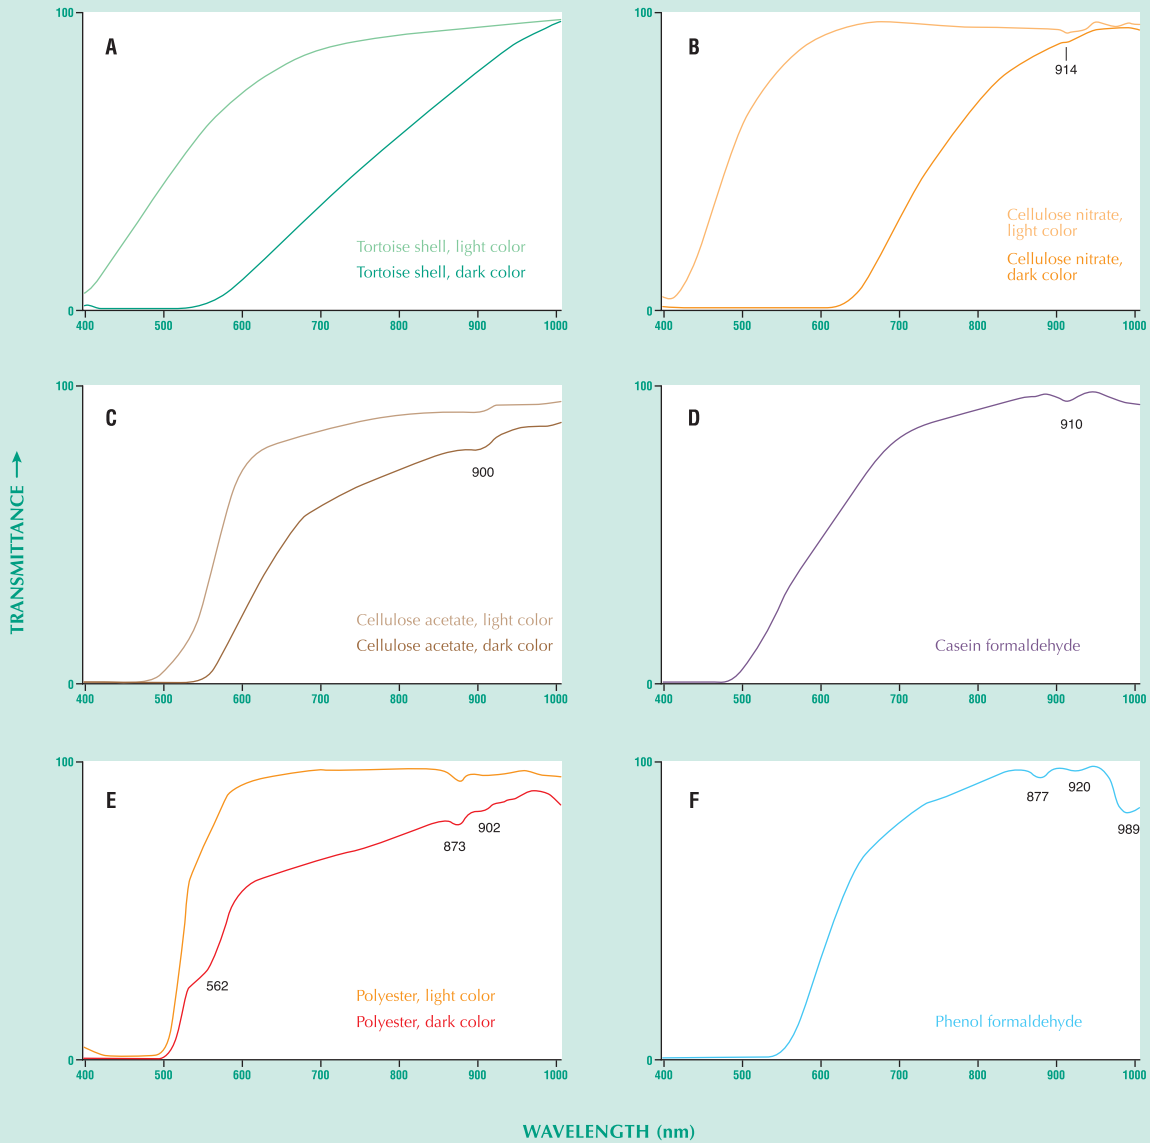 100
A
Tortoise shell, light color
Tortoise shell, dark color
0
400 500 600 700 800 900 1000
100
B
914
Cellulose nitrate,
light color
Cellulose nitrate,
dark color
0
400 500 600 700 800 900 1000
100
C
900
Cellulose acetate, light color
Cellulose acetate, dark color
0
400 500 600 700 800 900 1000
100
D
910
Casein formaldehyde
0
400 500 600 700 800 900 1000
TRANSMITTANCE
100
E
902
873
562
Polyester, light color
Polyester, dark color
0
400 500 600 700 800 900 1000
100
F
920
877
989
Phenol formaldehyde
0
400 500 600 700 800 900 1000
WAVELENGTH (nm)